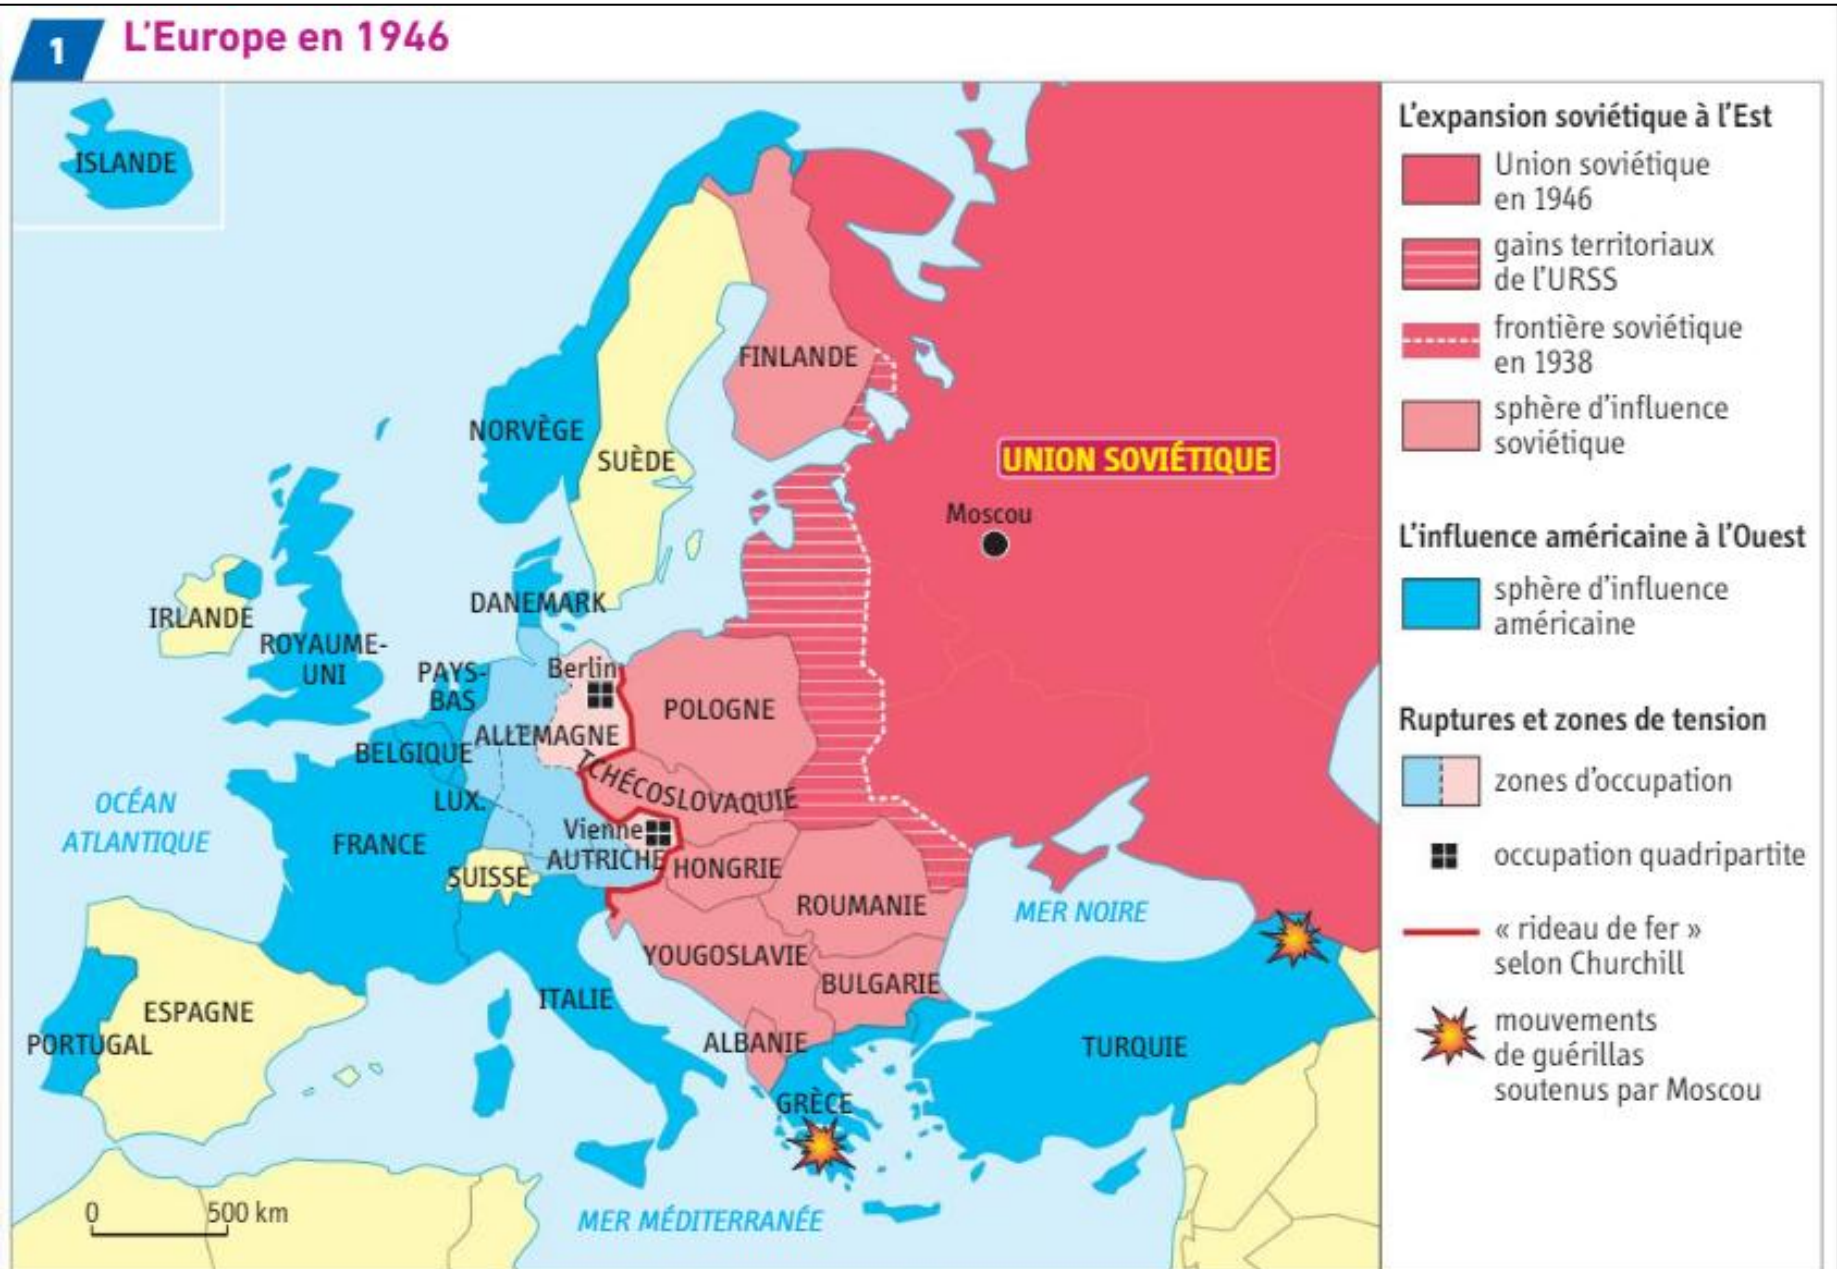 1
L'Europe en 1946
ISLANDE
FINLANDE
NORVÈGE
SUÈDE
UNION SOVIÉTIQUE
Moscou
IRLANDE
DANEMARK
ROYAUME-
UNI
PAYS-
BAS
Berlin
POLOGNE
ALLEMAGNE
BELGIQUE
TCHÉCOSLOVAQUIE
LUX.
OCÉAN
ATLANTIQUE
FRANCE
Vienne
AUTRICHE
SUISSE
HONGRIE
ROUMANIE
MER NOIRE
YOUGOSLAVIE
BULGARIE
ITALIE
ESPAGNE
PORTUGAL
ALBANIE
TURQUIE
GRÈCE
0 500 km
MER MÉDITERRANÉE
L'expansion soviétique à l'Est
Union soviétique
en 1946
gains territoriaux
de l'URSS
frontière soviétique
en 1938
sphère d'influence
soviétique
L'influence américaine à l'Ouest
sphère d'influence
américaine
Ruptures et zones de tension
zones d'occupation
occupation quadripartite
« rideau de fer »
selon Churchill
mouvements
de guérillas
soutenus par Moscou